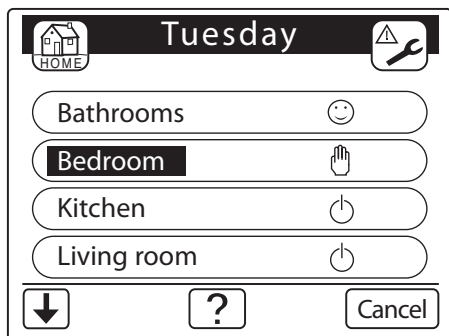 Tuesday
HOME
Bathrooms
Bedroom
Kitchen
Living room
?
Cancel